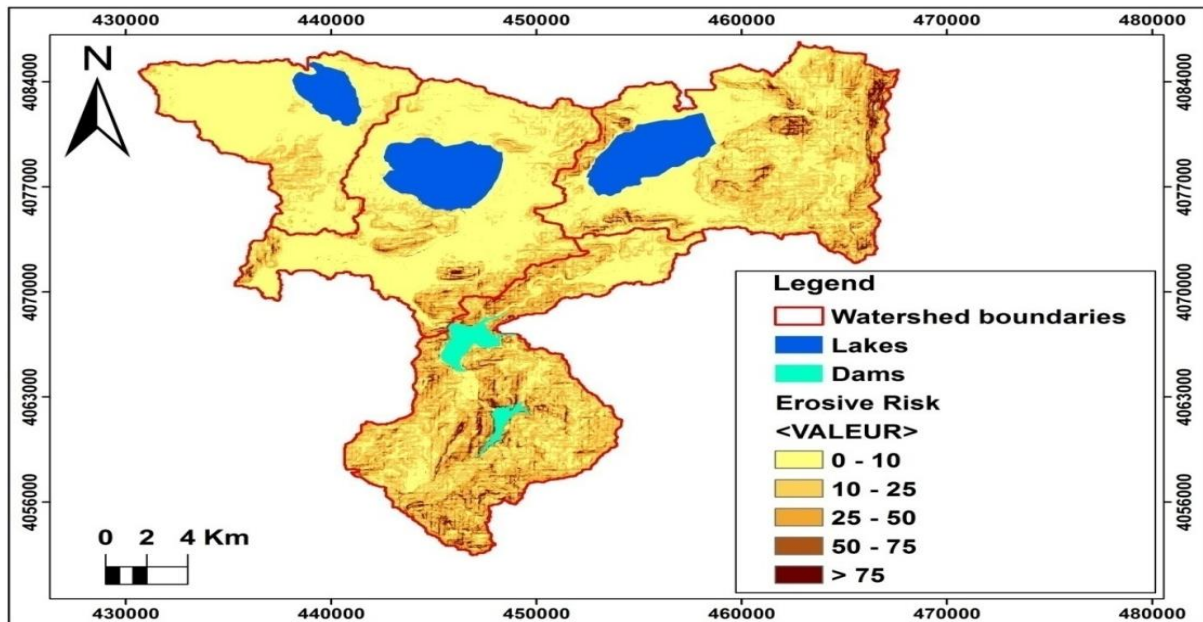 430000 440000 450000 460000 470000 480000
N
4084000 4084000
4077000 4077000
4070000 4070000
4063000 4063000
4056000 4056000
Legend
Watershed boundaries
Lakes
Dams
Erosive Risk
<VALEUR>
0 - 10
10 - 25
25 - 50
50 - 75
> 75
0 2 4 Km
430000 440000 450000 460000 470000 480000